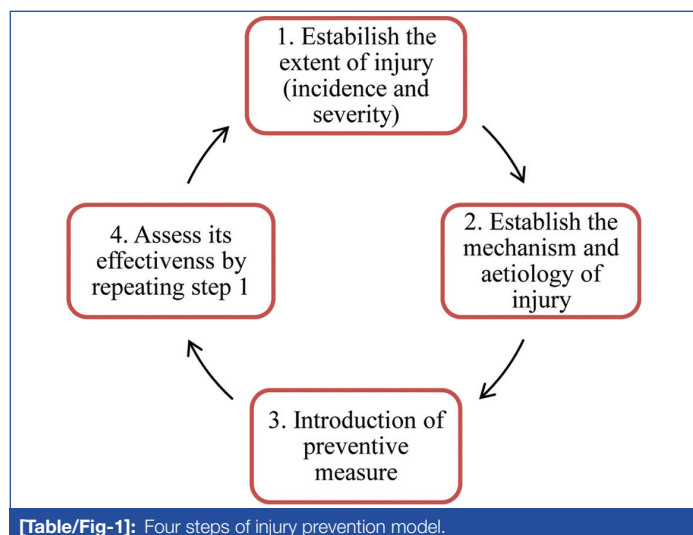 1. Estabilish the
extent of injury
(incidence and
severity)
2. Establish the
mechanism and
aetiology of
injury
3. Introduction of
preventive
measure
4. Assess its
effectivenss by
repeating step 1
[Table/Fig-1]: Four steps of injury prevention model.